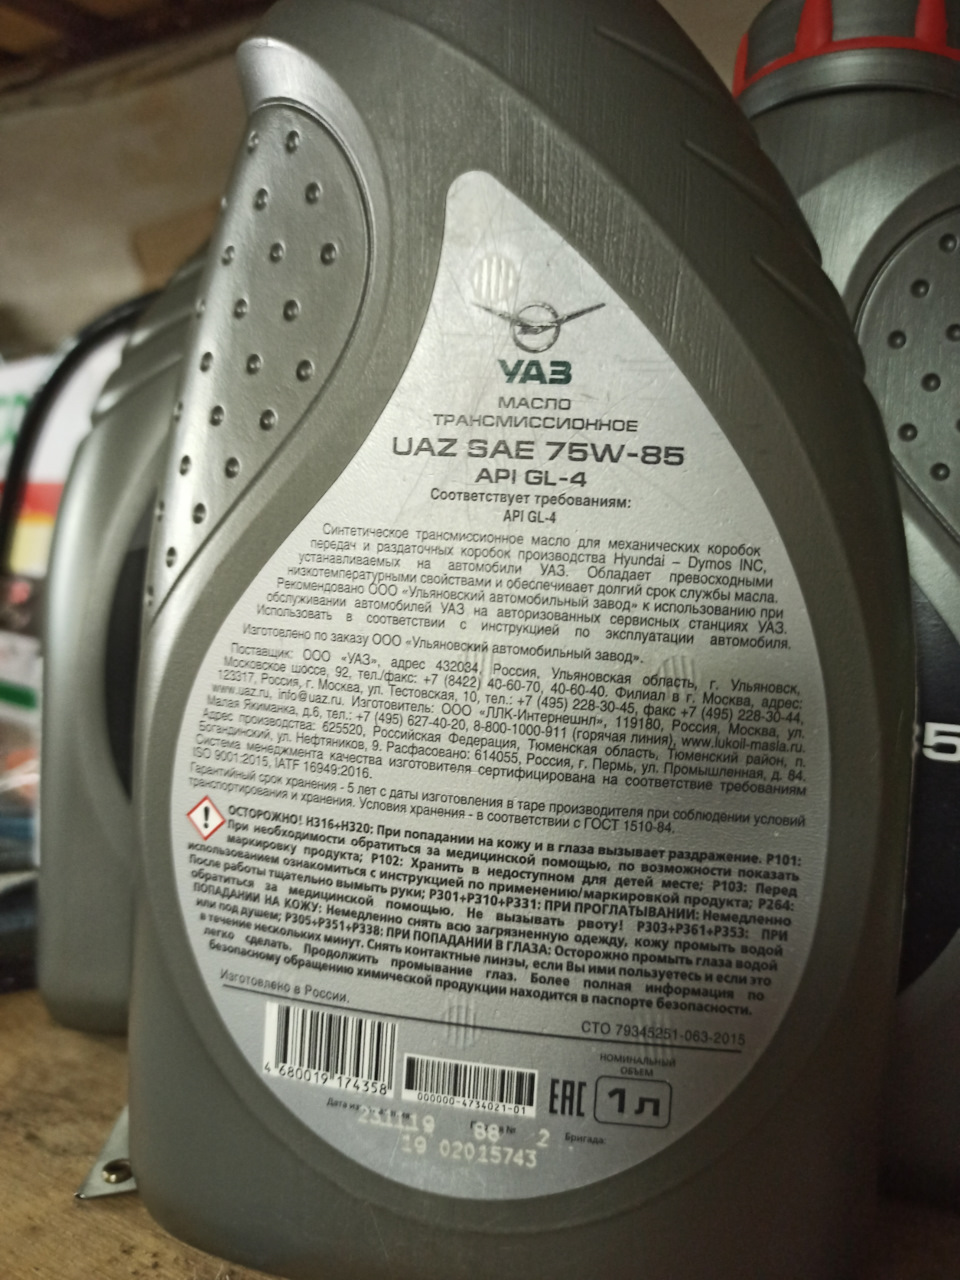 УАЗ
МАСЛО
ТРАНСМИССИОННОЕ
UAZ SAE 75W-85
API GL-4
Соответствует требованиям:
API GL-4
Синтетическое трансмиссионное масло для механических коробок
передач и раздаточных коробок производства Hyundai – Dymos INC,
устанавливаемых на автомобили УАЗ. Обладает превосходными
низкотемпературными свойствами и обеспечивает долгий срок службы масла.
Рекомендовано ООО «Ульяновский автомобильный завод» к использованию при
обслуживании автомобилей УАЗ на авторизованных сервисных станциях УАЗ.
Использовать в соответствии с инструкцией по эксплуатации автомобиля.
Изготовлено по заказу ООО «Ульяновский автомобильный завод».
Поставщик: ООО «УАЗ», адрес 432034, Россия, Ульяновская область, г. Ульяновск,
Московское шоссе, 92, тел./факс: +7 (8422) 40-60-70, 40-60-40. Филиал в г. Москва, адрес:
123317, Россия, г. Москва, ул. Тестовская, 10, тел.: +7 (495) 228-30-45, факс +7 (495) 228-30-44,
www.uaz.ru, info@uaz.ru. Изготовитель: ООО «ЛЛК-Интернешнл», 119180, Россия, Москва, ул.
Малая Якиманка, д.6, тел.: +7 (495) 627-40-20, 8-800-1000-911 (горячая линия), www.lukoil-masla.ru.
Адрес производства: 625520, Российская Федерация, Тюменская область, Тюменский район, п.
Богандинский, ул. Нефтяников, 9. Расфасовано: 614055, Россия, г. Пермь, ул. Промышленная, д. 84.
Система менеджмента качества изготовителя сертифицирована на соответствие требованиям
ISO 9001:2015, IATF 16949:2016.
Гарантийный срок хранения - 5 лет с даты изготовления в таре производителя при соблюдении условий
транспортирования и хранения. Условия хранения - в соответствии с ГОСТ 1510-84.
ОСТОРОЖНО! H316+H320: При попадании на кожу и в глаза вызывает раздражение. P101:
При необходимости обратиться за медицинской помощью, по возможности показать
маркировку продукта; P102: Хранить в недоступном для детей месте; P103: Перед
использованием ознакомиться с инструкцией по применению/маркировкой продукта; P264:
После работы тщательно вымыть руки; P301+P310+P331: ПРИ ПРОГЛАТЫВАНИИ: Немедленно
обратиться за медицинской помощью. Не вызывать рвоту! P303+P361+P353: ПРИ
ПОПАДАНИИ НА КОЖУ: Немедленно снять всю загрязненную одежду, кожу промыть водой
или под душем; P305+P351+P338: ПРИ ПОПАДАНИИ В ГЛАЗА: Осторожно промыть глаза водой
в течение нескольких минут. Снять контактные линзы, если Вы ими пользуетесь и если это
легко сделать. Продолжить промывание глаз. Более полная информация по
безопасному обращению химической продукции находится в паспорте безопасности.
Изготовлено в России.
СТО 79345251-063-2015
4 680019 174358
000000-4734021-01
EAC
НОМИНАЛЬНЫЙ
ОБЪЕМ
1 л
231119 88 2
Бригада:
19 02015743
5